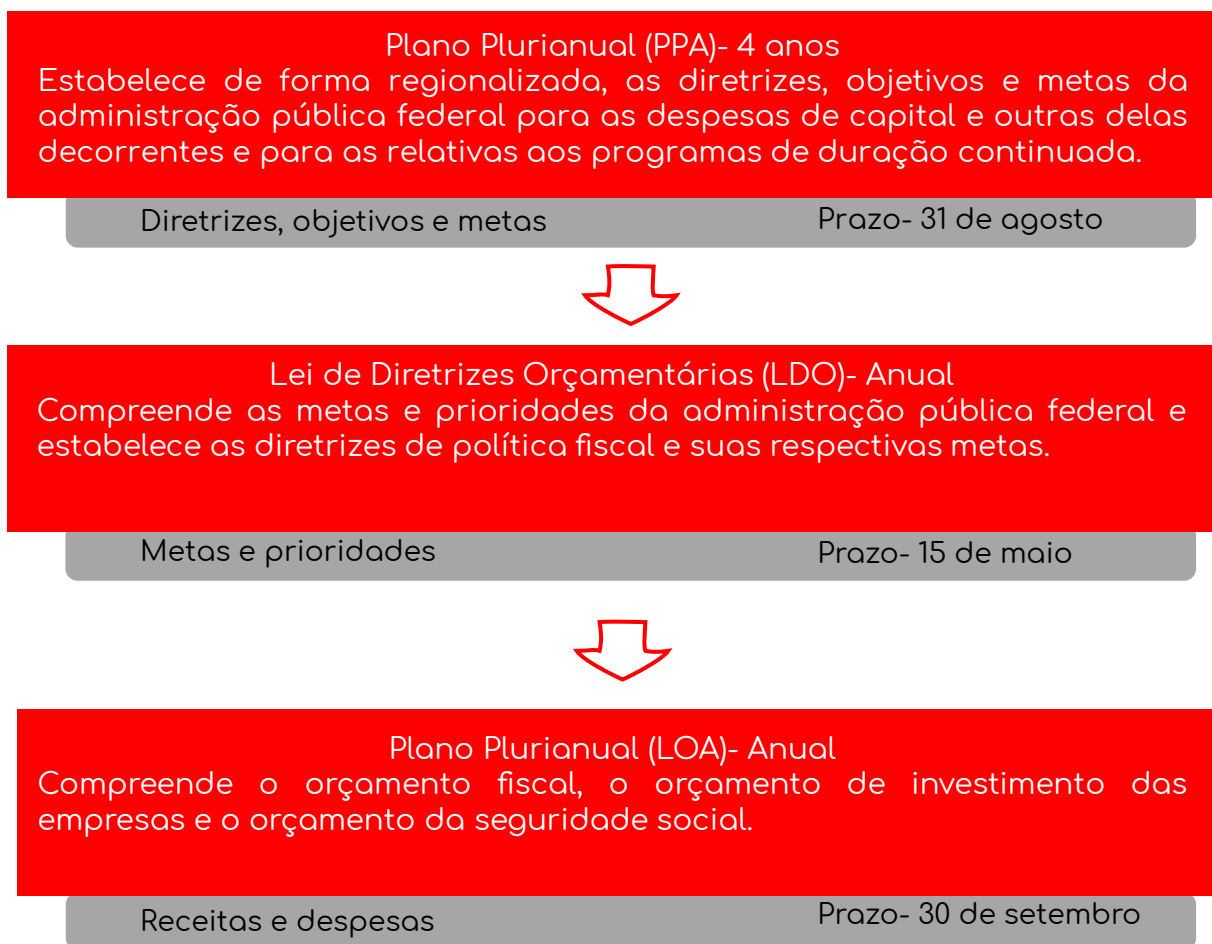 Plano Plurianual (PPA)- 4 anos
Estabelece de forma regionalizada, as diretrizes, objetivos e metas da
administração pública federal para as despesas de capital e outras delas
decorrentes e para as relativas aos programas de duração continuada.
Diretrizes, objetivos e metas
Prazo- 31 de agosto
Lei de Diretrizes Orçamentárias (LDO)- Anual
Compreende as metas e prioridades da administração pública federal e
estabelece as diretrizes de política fiscal e suas respectivas metas.
Metas e prioridades
Prazo- 15 de maio
Plano Plurianual (LOA)- Anual
Compreende o orçamento fiscal, o orçamento de investimento das
empresas e o orçamento da seguridade social.
Receitas e despesas
Prazo- 30 de setembro